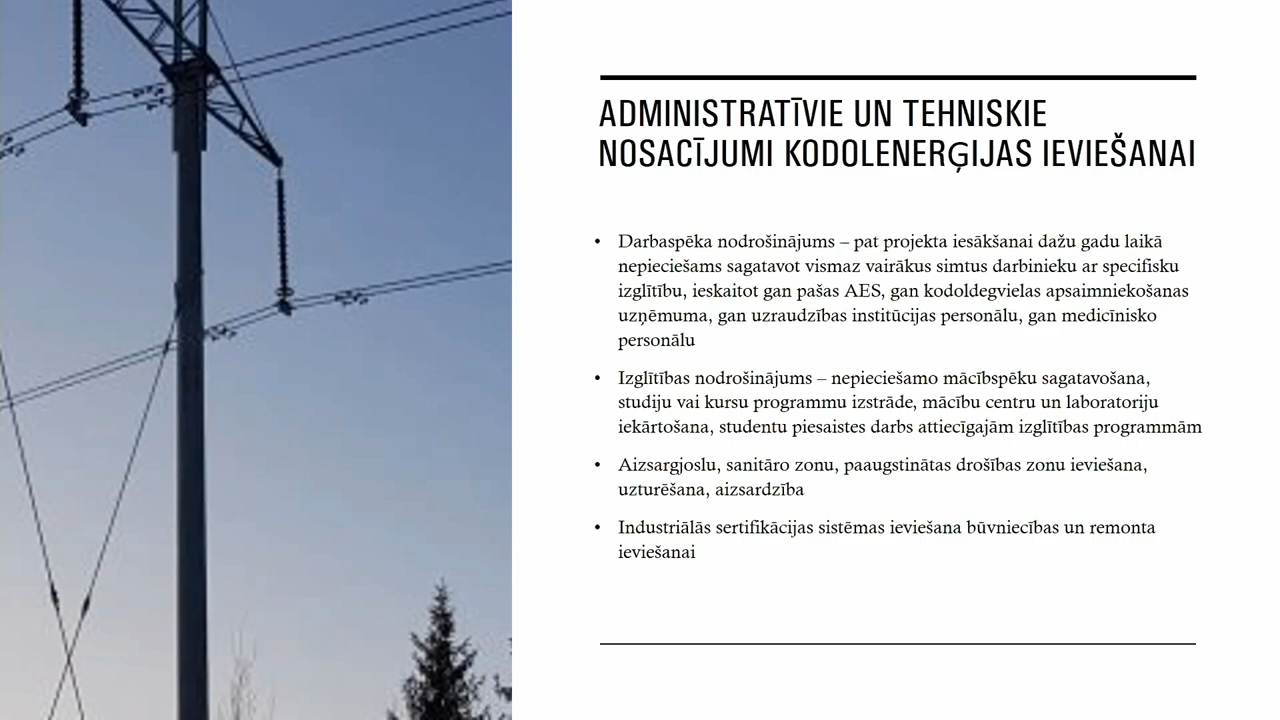 ADMINISTRATĪVIE UN TEHNISKIE
NOSACĪJUMI KODOLENERĢIJAS IEVIEŠANAI
• Darbaspēka nodrošinājums – pat projekta iesākšanai dažu gadu laikā
nepieciešams sagatavot vismaz vairākus simtus darbinieku ar specifisku
izglītību, ieskaitot gan pašas AES, gan kodoldegvielas apsaimniekošanas
uzņēmuma, gan uzraudzības institūcijas personālu, gan medicīnisko
personālu
• Izglītības nodrošinājums – nepieciešamo mācībspēku sagatavošana,
studiju vai kursu programmu izstrāde, mācību centru un laboratoriju
iekārtošana, studentu piesaistes darbs attiecīgajām izglītības programmām
• Aizsargjoslu, sanitāro zonu, paaugstinātas drošības zonu ieviešana,
uzturēšana, aizsardzība
• Industriālās sertifikācijas sistēmas ieviešana būvniecības un remonta
ieviešanai